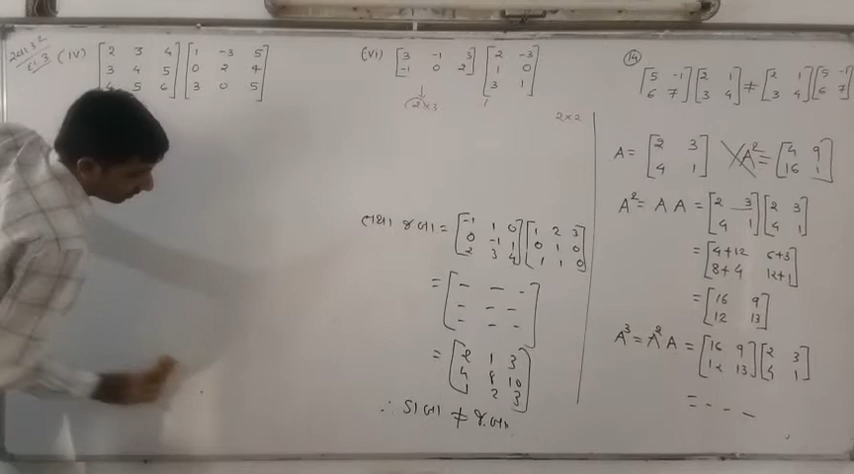 (IV) [2 3 4] [1 -3 5]
[3 4 5] [0 2 4]
[4 5 6] [3 0 5]
(VI) [3 -1 3] [2 -3]
[-1 0 2] [1 0]
[3 1]
↓
2×3
2×2
જ.બા = [-1 1 0] [1 2 3]
[0 -1 1] [0 1 0]
[2 3 4] [1 1 0]
= [– – -]
[– – –]
[– – –]
= [2 1 3]
[4 8 10]
[1 2 3]
∴ ડા બા ≠ જ.બા
(14)
[5 -1] [2 1] ≠ [2 1] [5 -1]
[6 7] [3 4] [3 4] [6 7]
A = [2 3] A² = [4 9]
[4 1] [16 1]
A² = A A = [2 3] [2 3]
[4 1] [4 1]
= [4+12 6+3]
[8+4 12+1]
= [16 9]
[12 13]
A³ = A² A = [16 9] [2 3]
[12 13] [4 1]
= - - - -